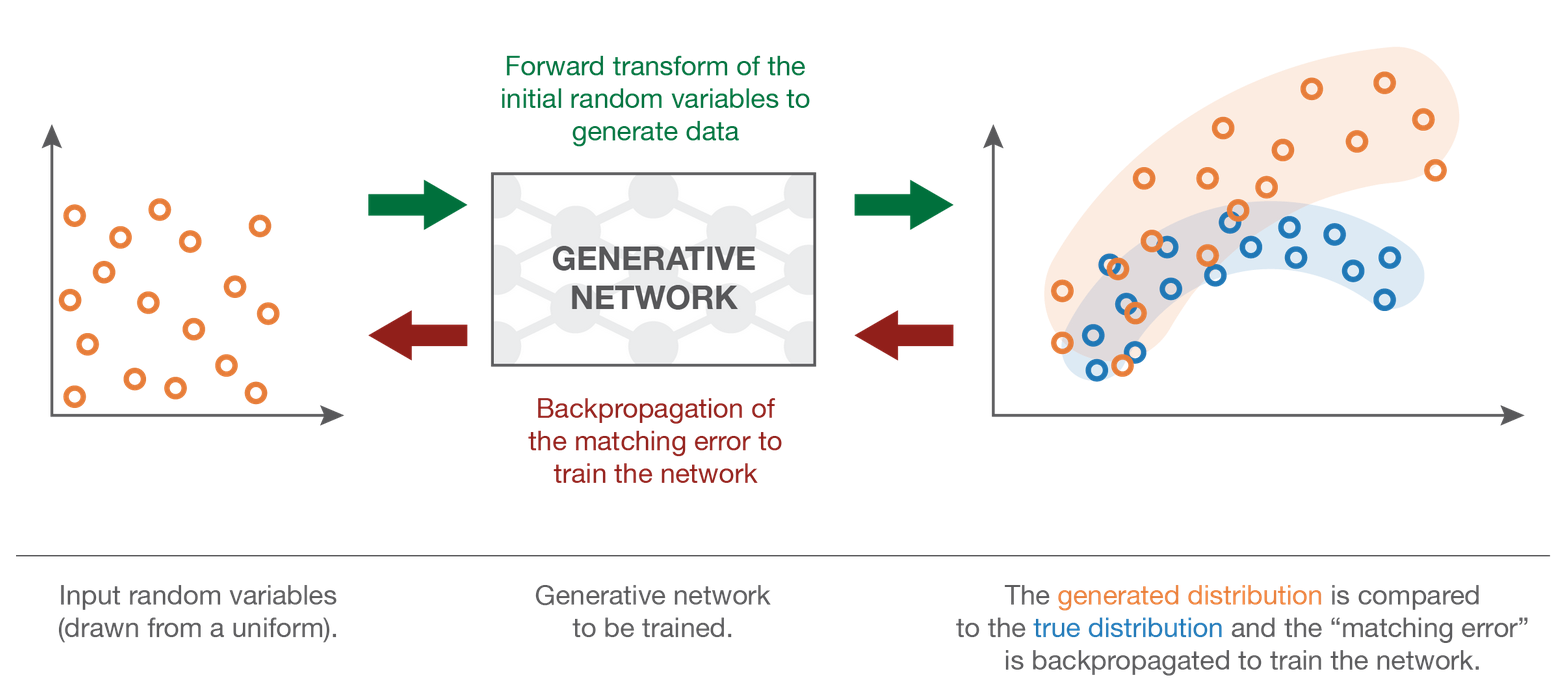 Forward transform of the
initial random variables to
generate data
GENERATIVE
NETWORK
Backpropagation of
the matching error to
train the network
Input random variables
(drawn from a uniform).
Generative network
to be trained.
The generated distribution is compared
to the true distribution and the “matching error”
is backpropagated to train the network.